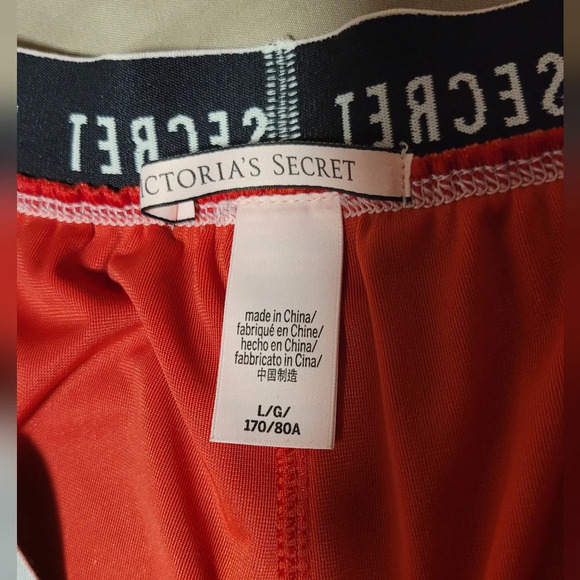 SECRET
SECRET
CTORIA'S SECRET
made in China/
fabriqué en Chine/
hecho en China/
fabbricato in Cina/
中国制造
L/G/
170/80A